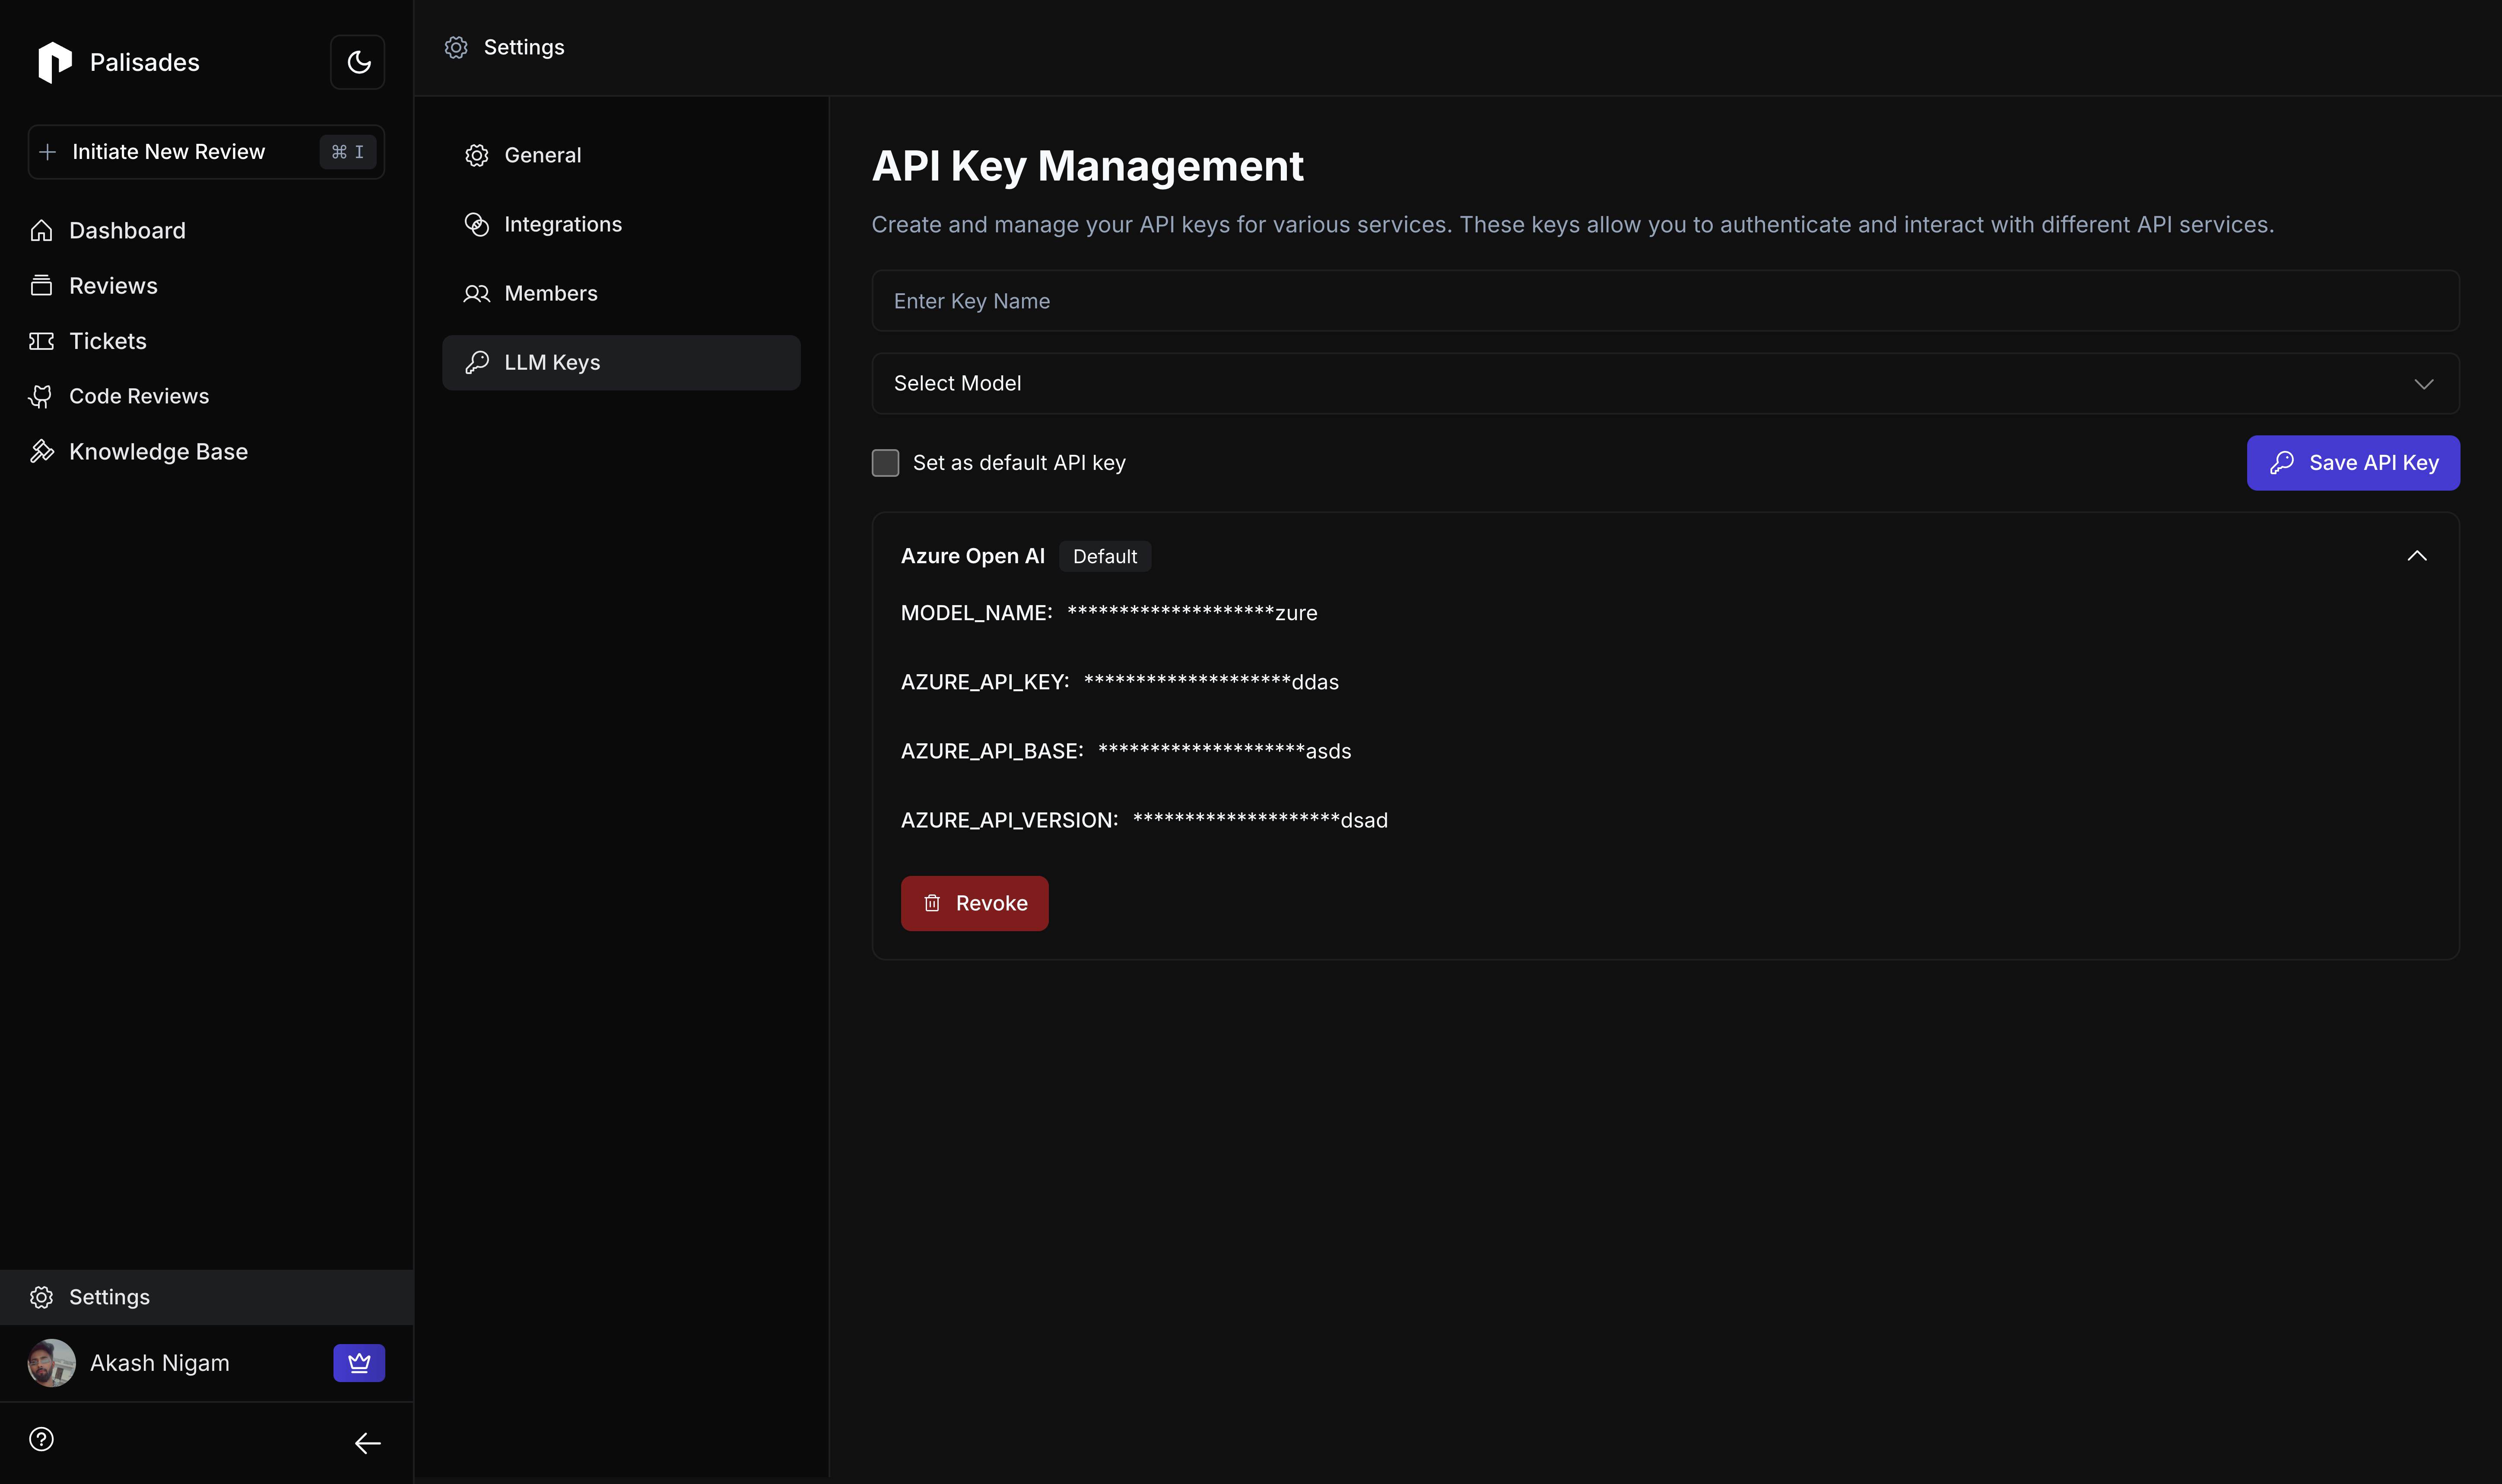 Palisades
Initiate New Review
⌘ I
Dashboard
Reviews
Tickets
Code Reviews
Knowledge Base
Settings
Akash Nigam
Settings
General
Integrations
Members
LLM Keys
API Key Management
Create and manage your API keys for various services. These keys allow you to authenticate and interact with different API services.
Enter Key Name
Select Model
Set as default API key
Save API Key
Azure Open AI Default
MODEL_NAME: ********************zure
AZURE_API_KEY: ********************ddas
AZURE_API_BASE: ********************asds
AZURE_API_VERSION: ********************dsad
Revoke